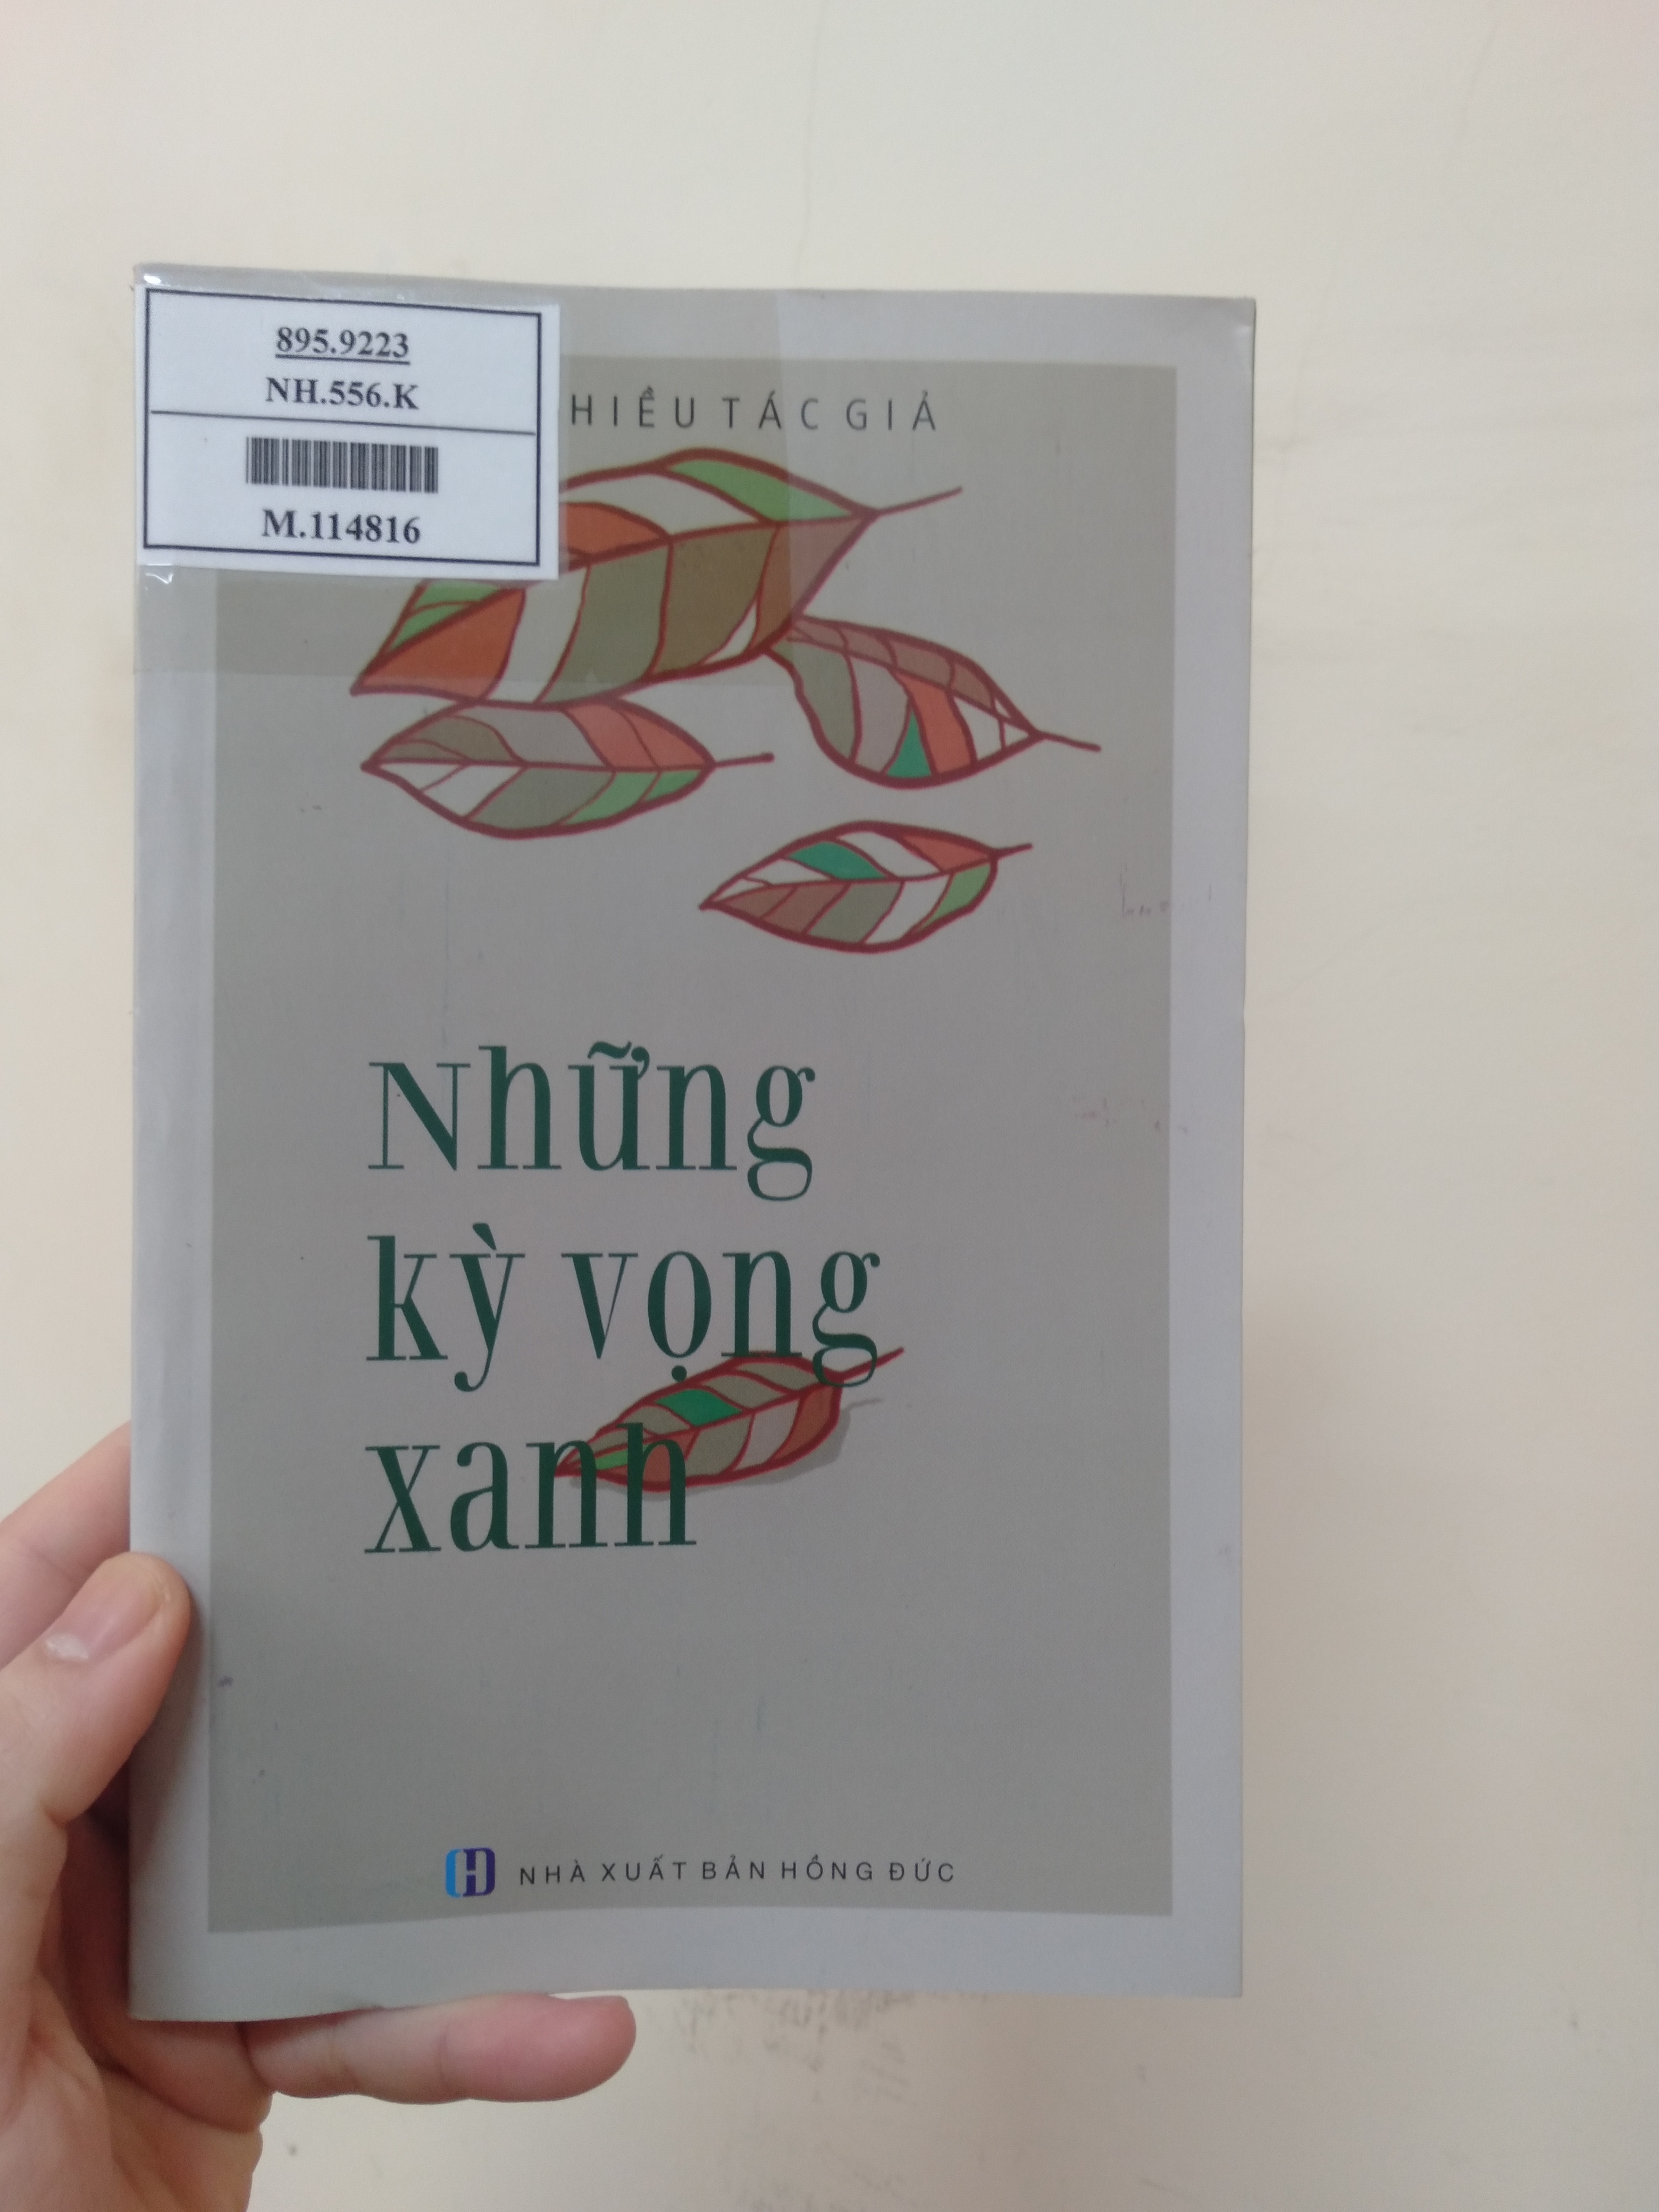 895.9223
NH.556.K
M.114816
HIỀU TÁC GIẢ
Những
kỳ vọng
xanh
NHÀ XUẤT BẢN HỒNG ĐỨC